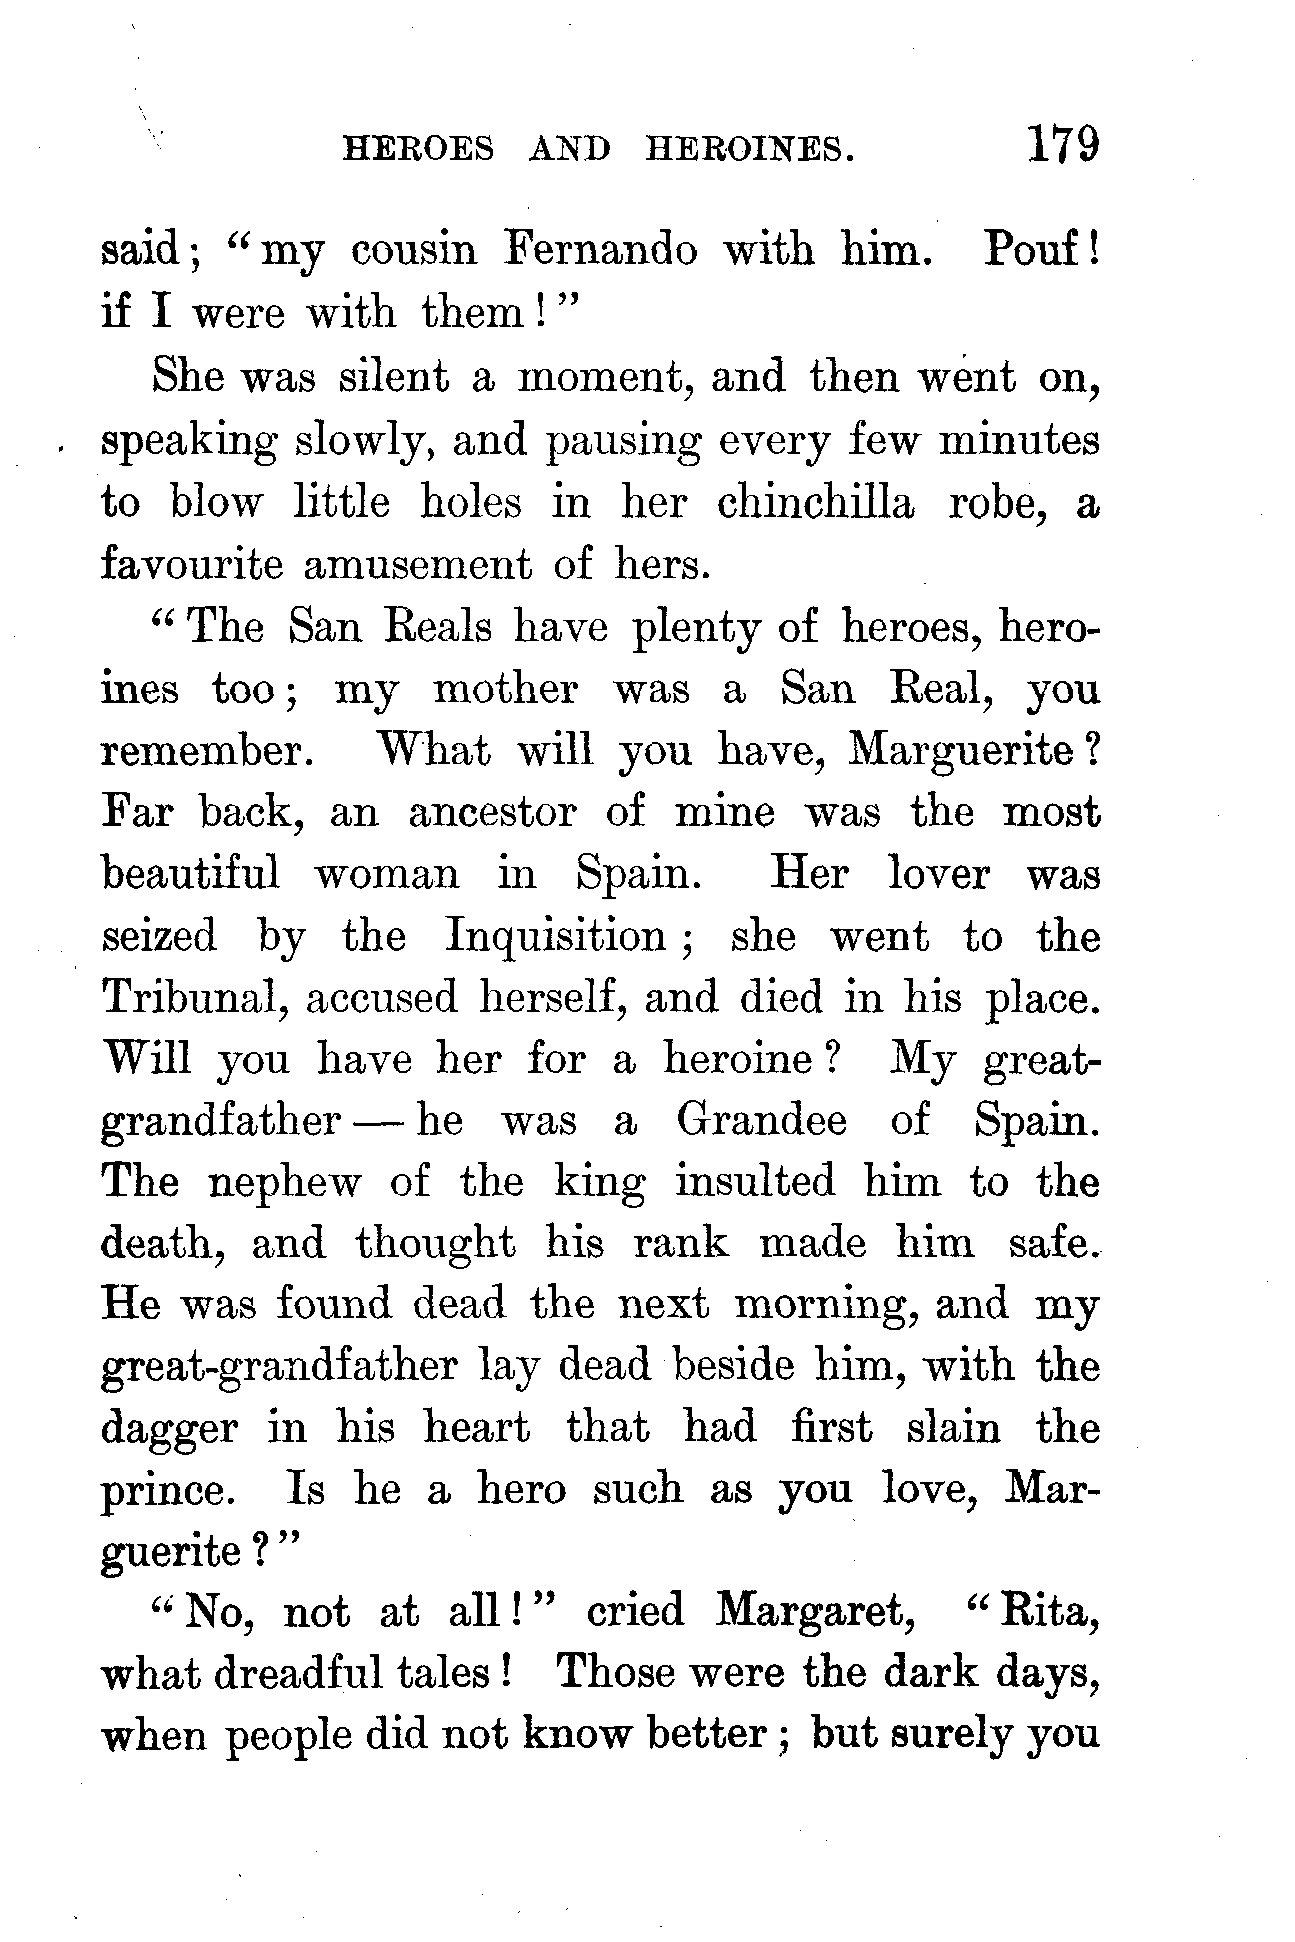 HEROES AND HEROINES. 179
said; “my cousin Fernando with him. Pouf!
if I were with them!”
She was silent a moment, and then went on,
speaking slowly, and pausing every few minutes
to blow little holes in her chinchilla robe, a
favourite amusement of hers.
“The San Reals have plenty of heroes, hero-
ines too; my mother was a San Real, you
remember. What will you have, Marguerite?
Far back, an ancestor of mine was the most
beautiful woman in Spain. Her lover was
seized by the Inquisition; she went to the
Tribunal, accused herself, and died in his place.
Will you have her for a heroine? My great-
grandfather — he was a Grandee of Spain.
The nephew of the king insulted him to the
death, and thought his rank made him safe.
He was found dead the next morning, and my
great-grandfather lay dead beside him, with the
dagger in his heart that had first slain the
prince. Is he a hero such as you love, Mar-
guerite?”
“No, not at all!” cried Margaret, “Rita,
what dreadful tales! Those were the dark days,
when people did not know better; but surely you